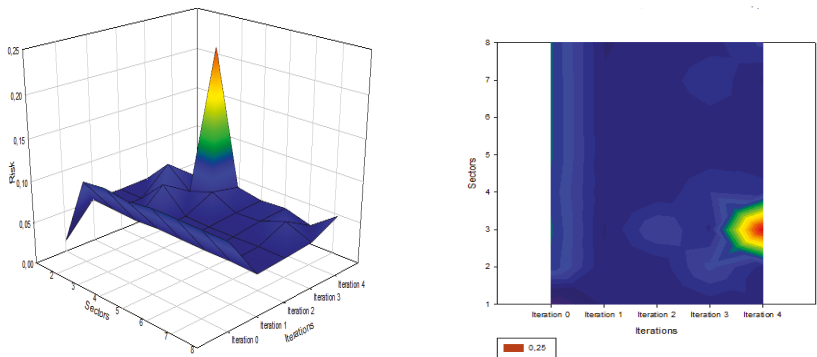 0,25
0,20
0,15
0,10
0,05
0,00
Risk
2
3
4
5
6
7
8
Sectors
Iteration 0
Iteration 1
Iteration 2
Iteration 3
Iteration 4
Iterations
8
7
6
5
4
3
2
1
Sectors
Iteration 0
Iteration 1
Iteration 2
Iteration 3
Iteration 4
Iterations
0,25